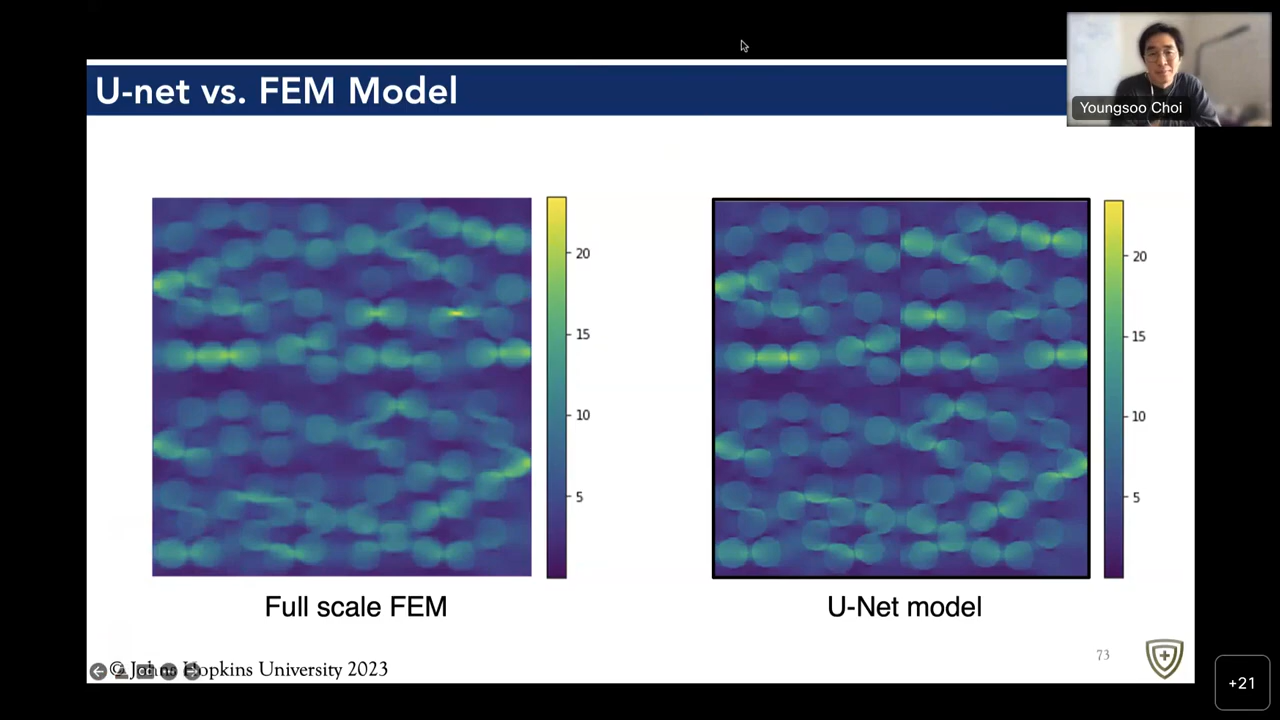 U-net vs. FEM Model
Youngsoo Choi
20
15
10
5
20
15
10
5
Full scale FEM
U-Net model
© Johns Hopkins University 2023
73
+21